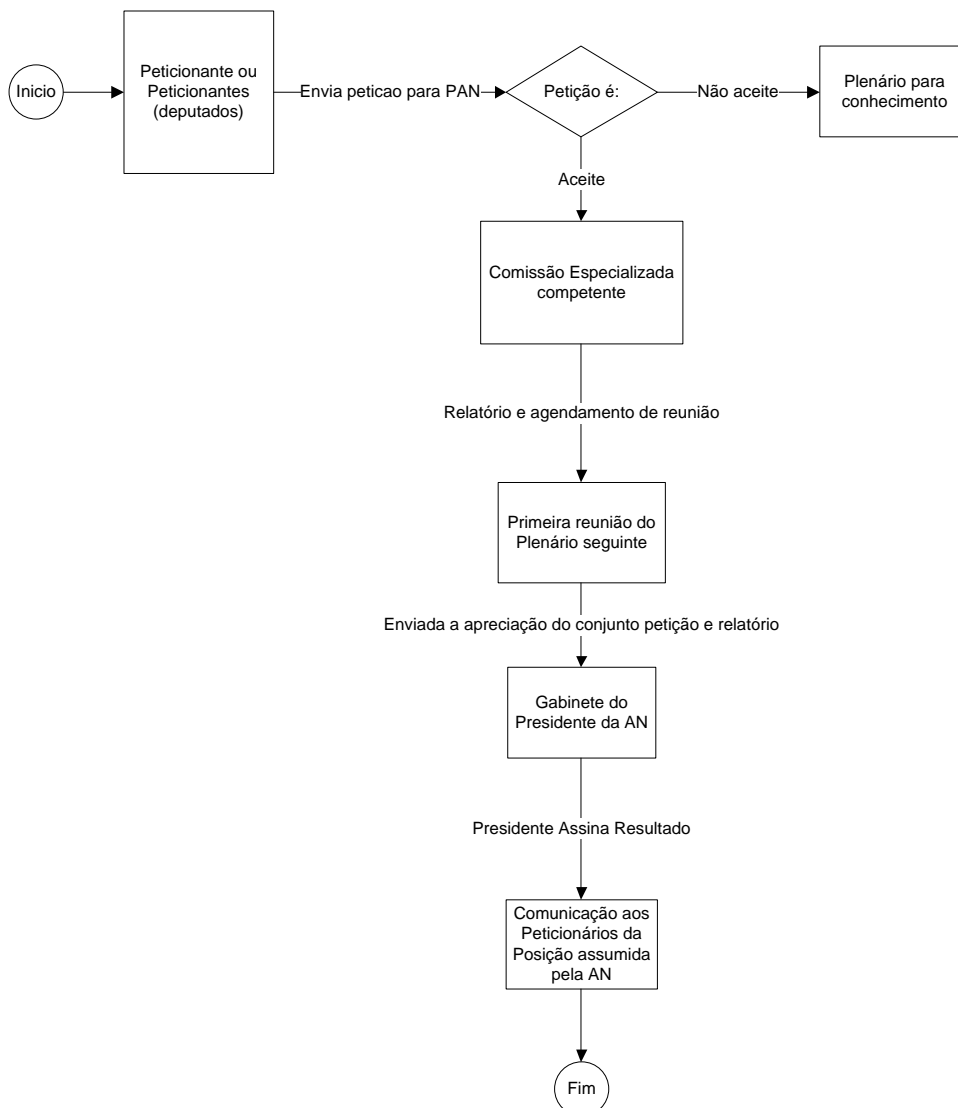 Inicio
Peticionante ou
Peticionantes
(deputados)
Envia peticao para PAN
Petição é:
Não aceite
Plenário para
conhecimento
Aceite
Comissão Especializada
competente
Relatório e agendamento de reunião
Primeira reunião do
Plenário seguinte
Enviada a apreciação do conjunto petição e relatório
Gabinete do
Presidente da AN
Presidente Assina Resultado
Comunicação aos
Peticionários da
Posição assumida
pela AN
Fim